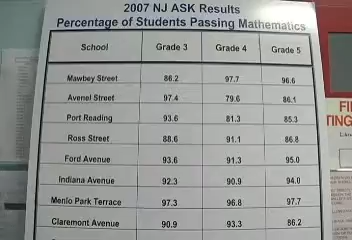 2007 NJ ASK Results
Percentage of Students Passing Mathematics
School Grade 3 Grade 4 Grade 5
Mawbey Street 86.2 97.7 96.6
Avenel Street 97.4 79.6 86.1
Port Reading 93.6 81.3 85.3
Ross Street 88.6 91.1 86.8
Ford Avenue 93.6 91.3 95.0
Indiana Avenue 92.3 90.9 94.0
Menlo Park Terrace 97.3 96.8 97.7
Claremont Avenue 90.9 93.3 86.2
FI
TING